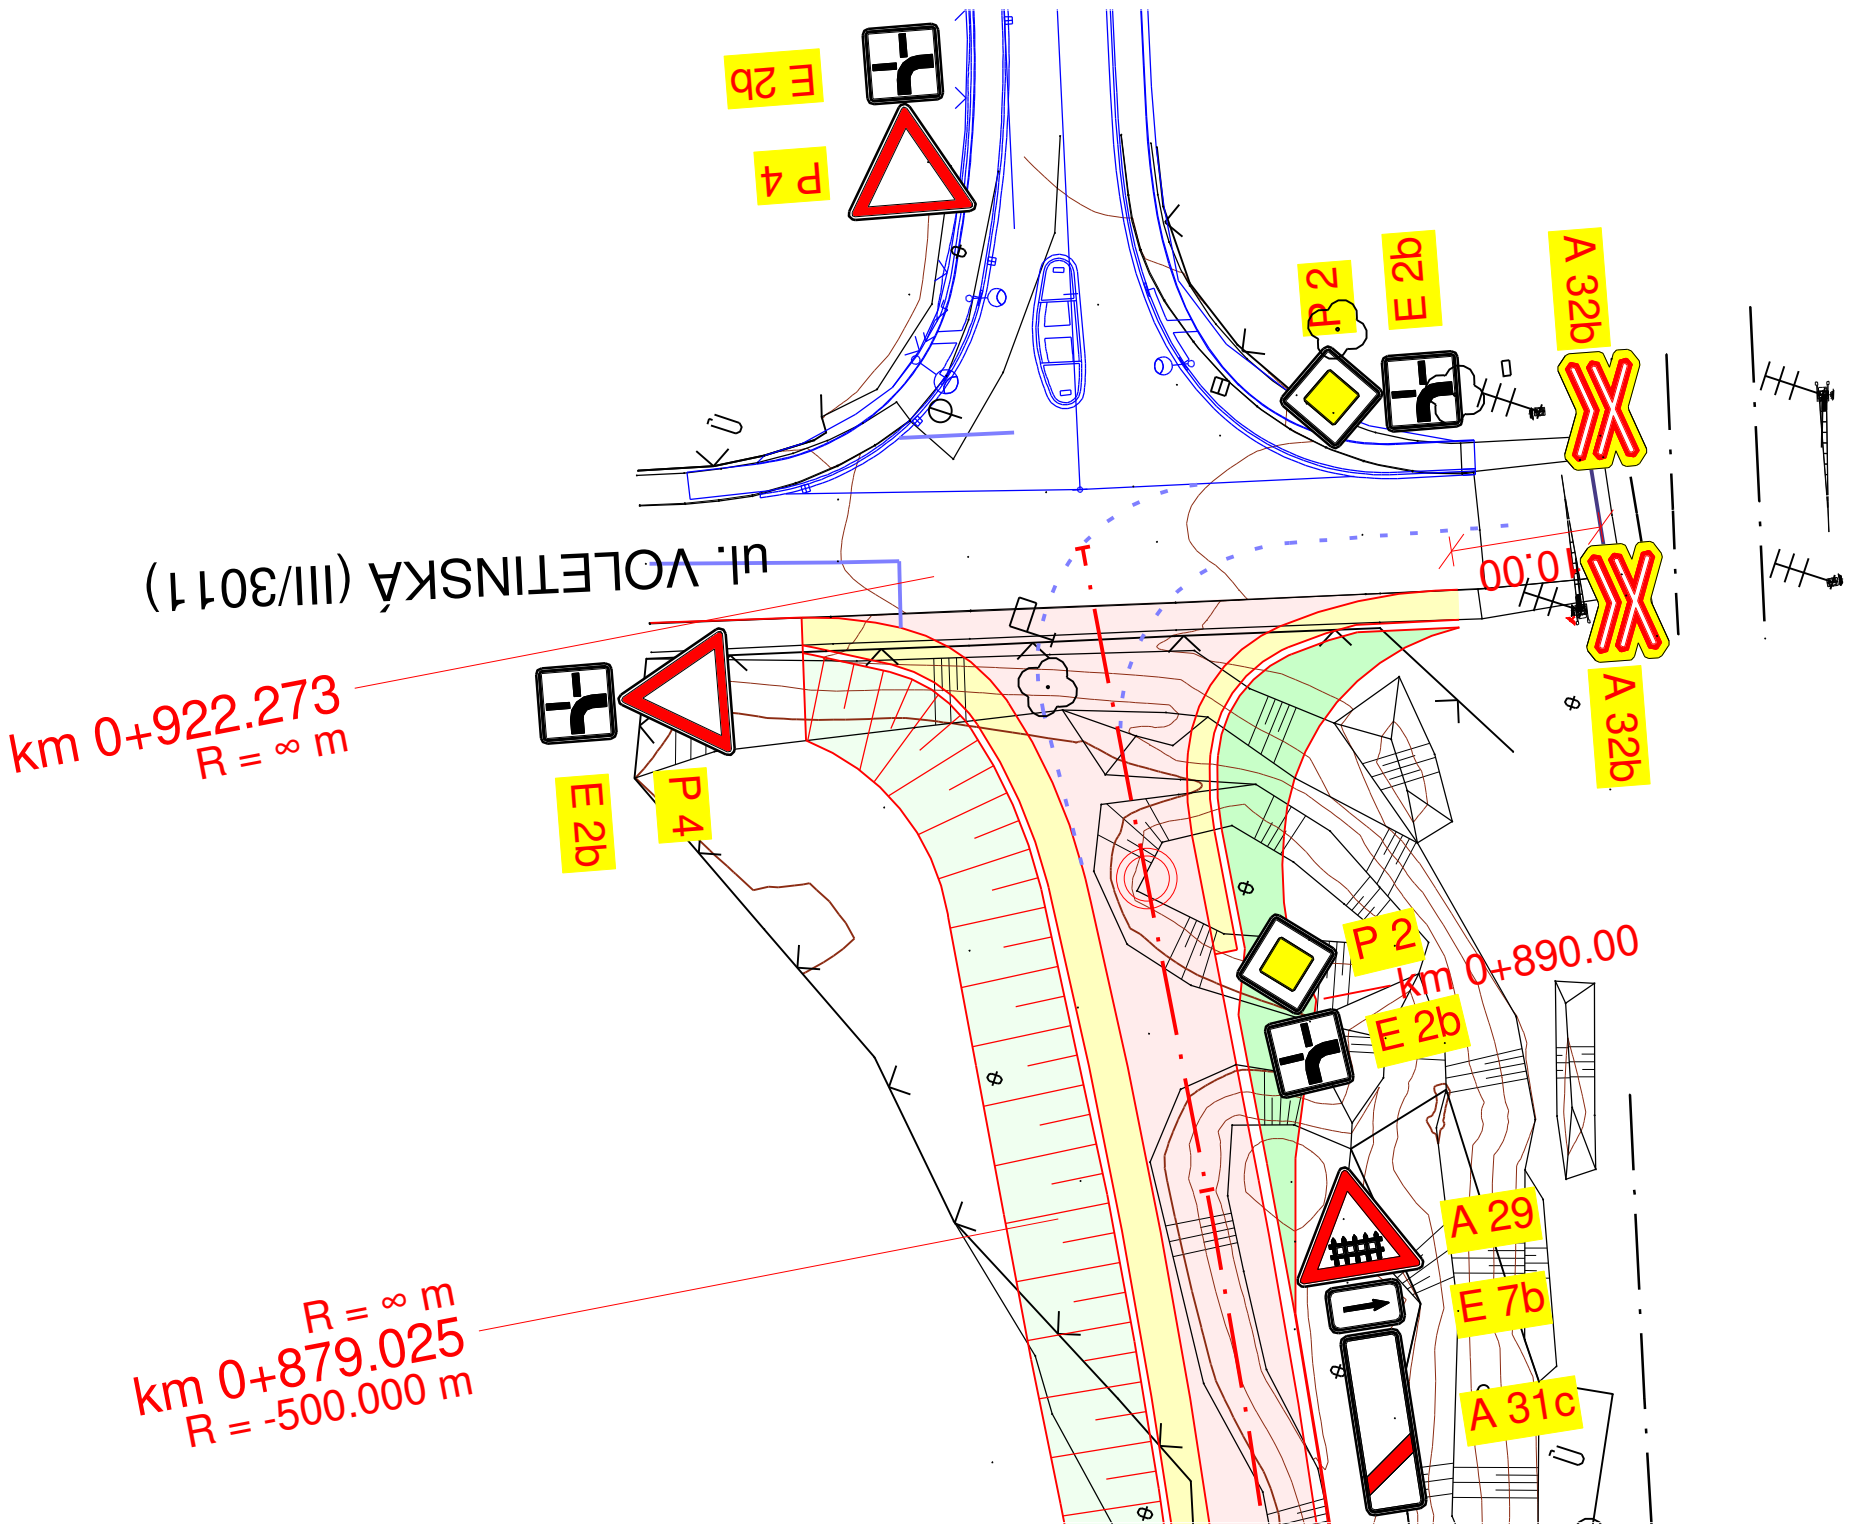 E 2b
P 4
P 2
E 2b
A 32b
ul. VOLETINSKÁ (III/3011)
10.00
km 0+922.273
R = ∞ m
E 2b
P 4
A 32b
P 2
km 0+890.00
E 2b
A 29
E 7b
R = ∞ m
km 0+879.025
R = -500.000 m
A 31c